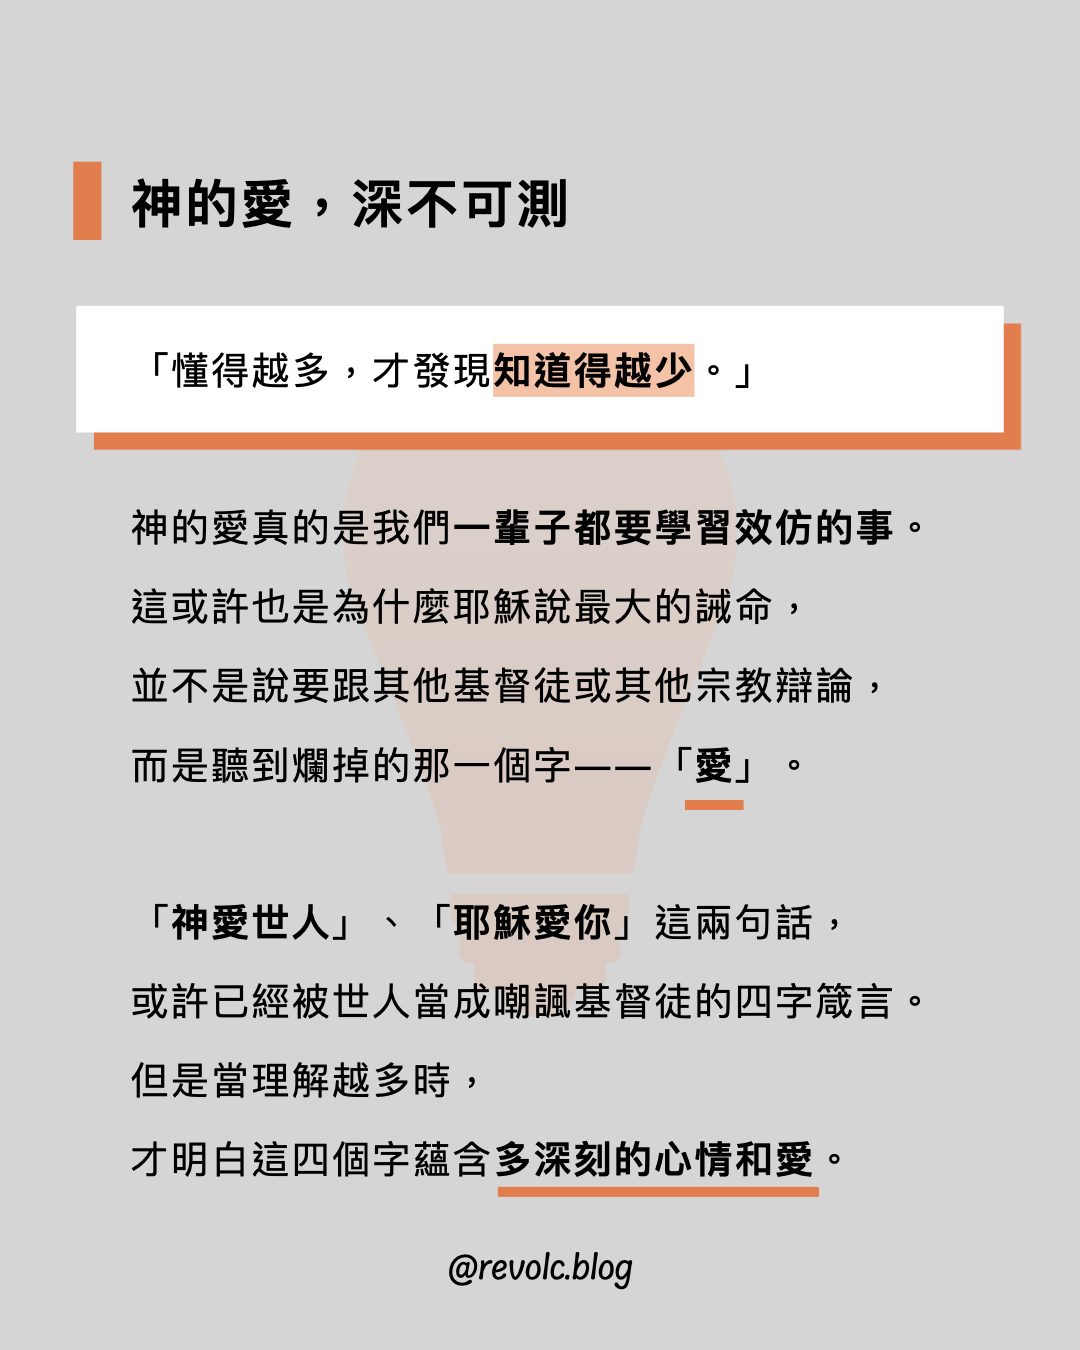 神的愛，深不可測
「懂得越多，才發現知道得越少。」
神的愛真的是我們一輩子都要學習效仿的事。
這或許也是為什麼耶穌說最大的誡命，
並不是說要跟其他基督徒或其他宗教辯論，
而是聽到爛掉的那一個字——「愛」。
「神愛世人」、「耶穌愛你」這兩句話，
或許已經被世人當成嘲諷基督徒的四字箴言。
但是當理解越多時，
才明白這四個字蘊含多深刻的心情和愛。
@revolc.blog